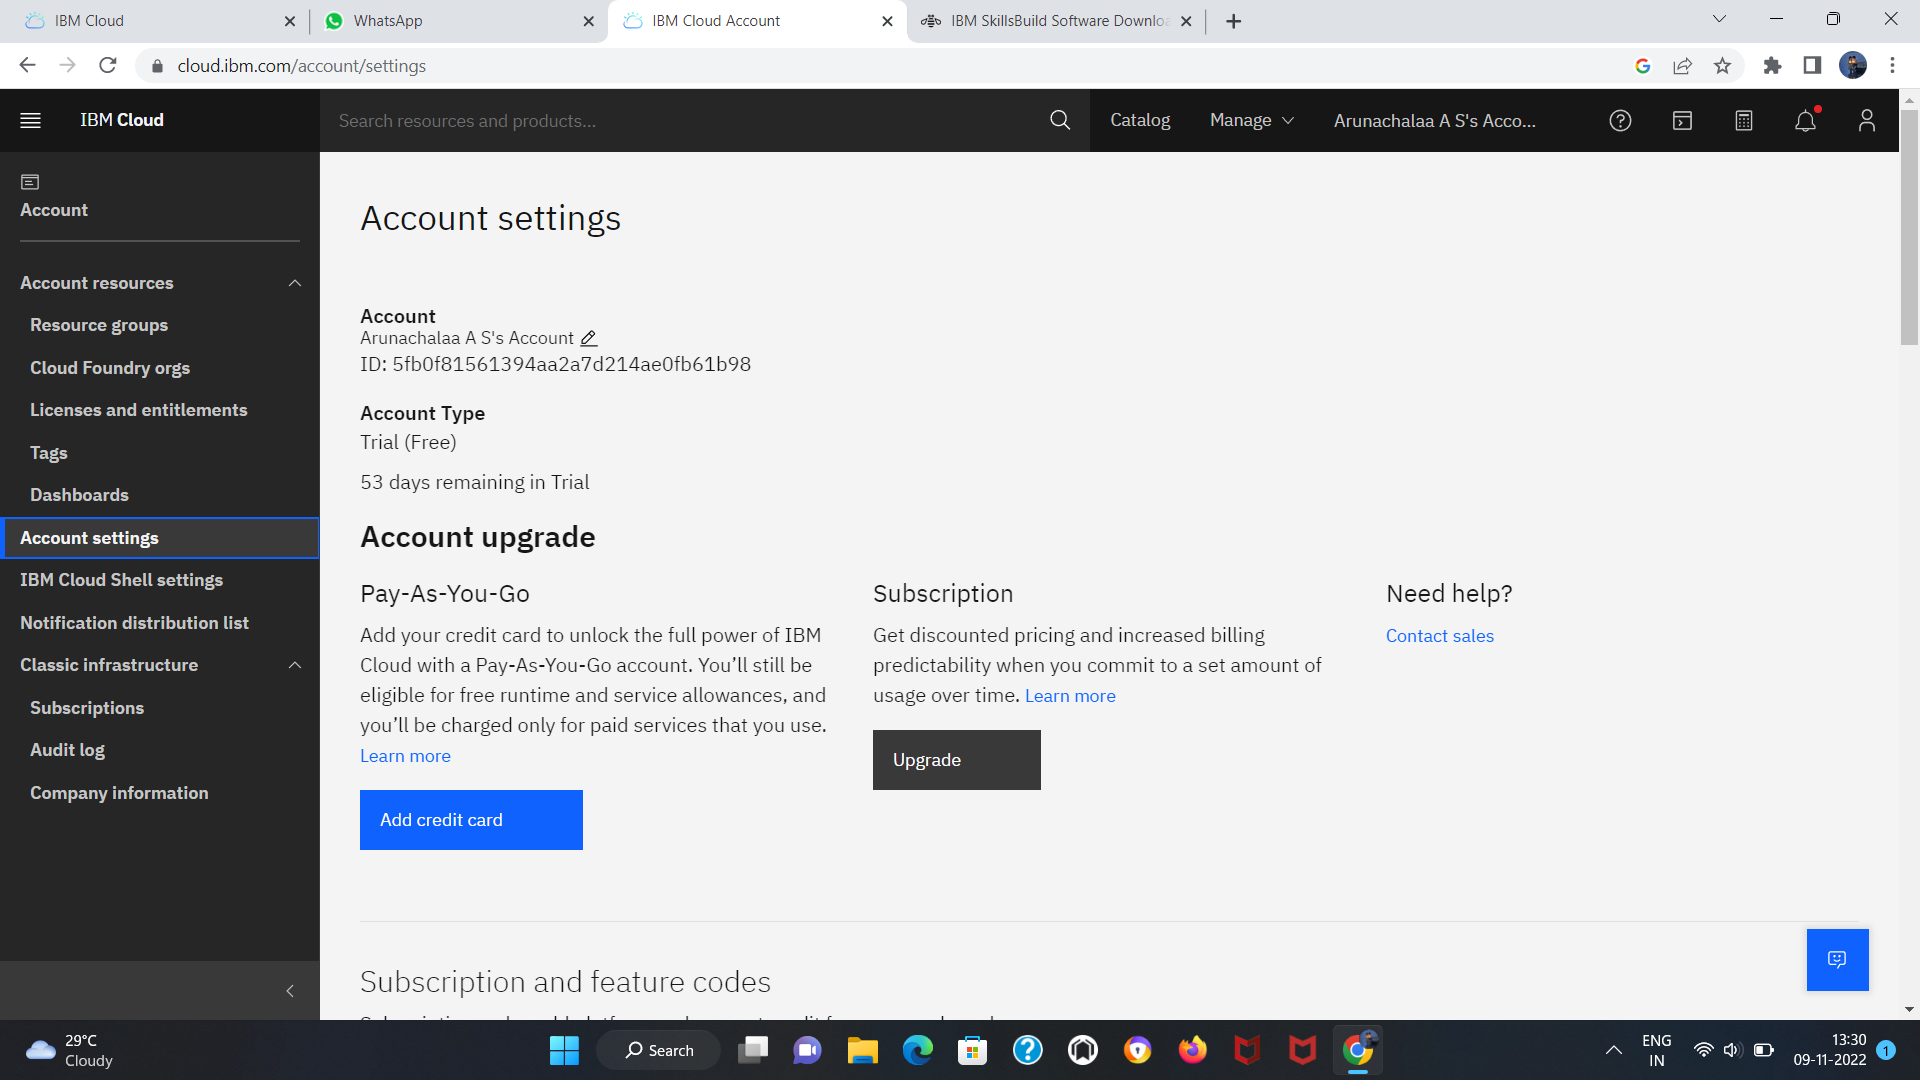 IBM Cloud
WhatsApp
IBM Cloud Account
IBM SkillsBuild Software Downloa
cloud.ibm.com/account/settings
IBM Cloud
Search resources and products...
Catalog
Manage
Arunachalaa A S's Acco...
Account
Account resources
Resource groups
Cloud Foundry orgs
Licenses and entitlements
Tags
Dashboards
Account settings
IBM Cloud Shell settings
Notification distribution list
Classic infrastructure
Subscriptions
Audit log
Company information
Account settings
Account
Arunachalaa A S's Account
ID: 5fb0f81561394aa2a7d214ae0fb61b98
Account Type
Trial (Free)
53 days remaining in Trial
Account upgrade
Pay-As-You-Go
Add your credit card to unlock the full power of IBM
Cloud with a Pay-As-You-Go account. You’ll still be
eligible for free runtime and service allowances, and
you’ll be charged only for paid services that you use.
Learn more
Add credit card
Subscription
Get discounted pricing and increased billing
predictability when you commit to a set amount of
usage over time. Learn more
Upgrade
Need help?
Contact sales
Subscription and feature codes
29°C
Cloudy
Search
ENG
IN
13:30
09-11-2022
1